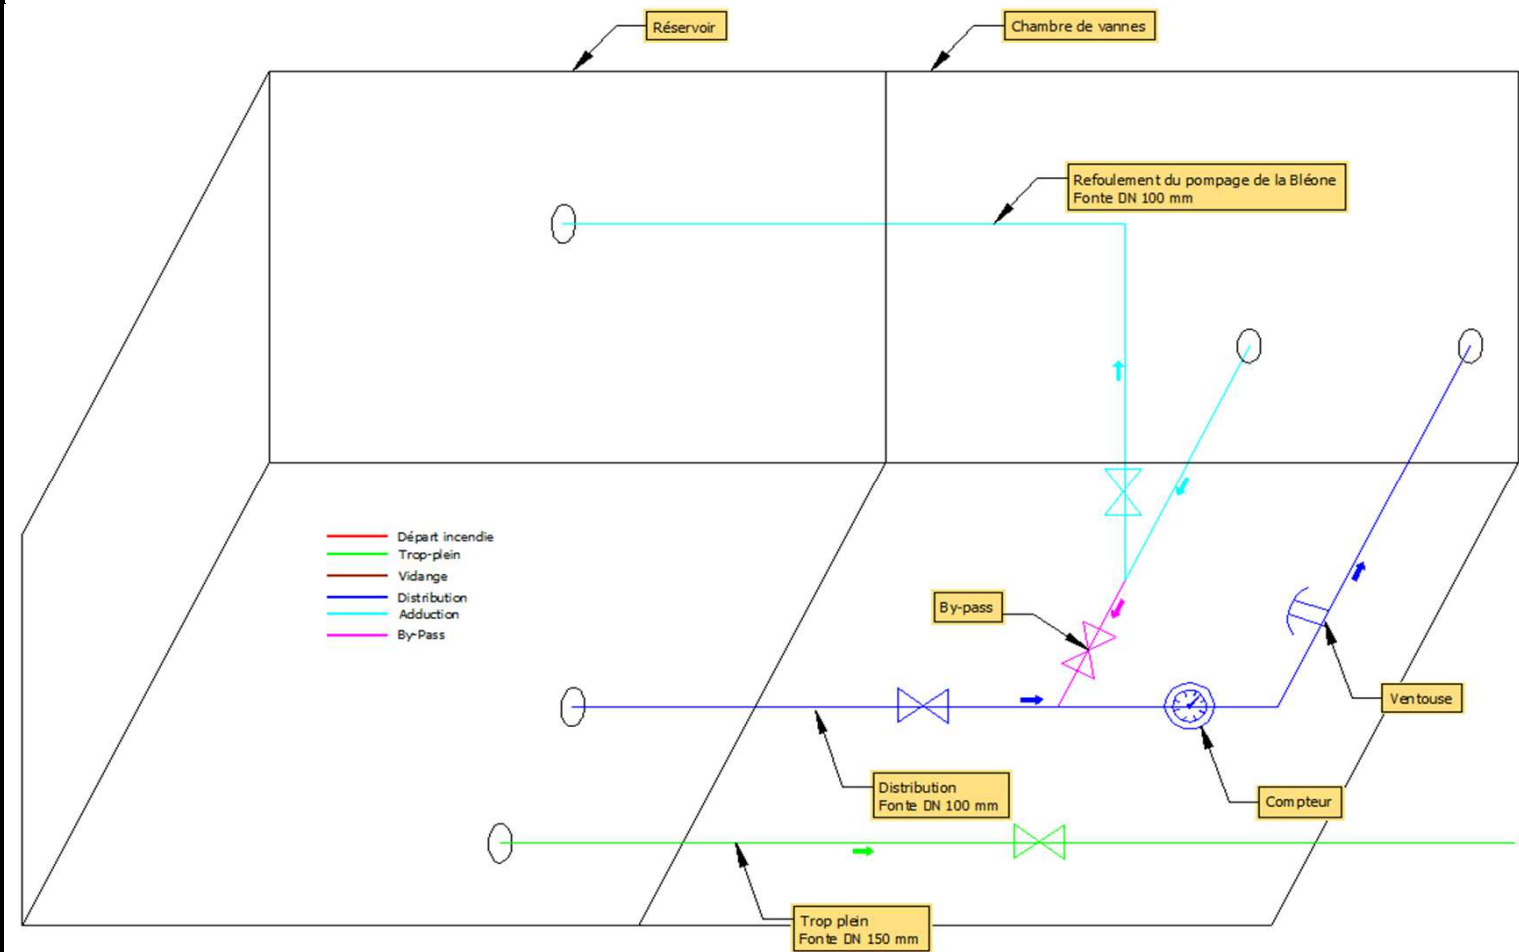 Réservoir
Chambre de vannes
Refoulement du pompage de la Bléone
Fonte DN 100 mm
Départ incendie
Trop-plein
Vidange
Distribution
Adduction
By-Pass
By-pass
Ventouse
Distribution
Fonte DN 100 mm
Compteur
Trop plein
Fonte DN 150 mm